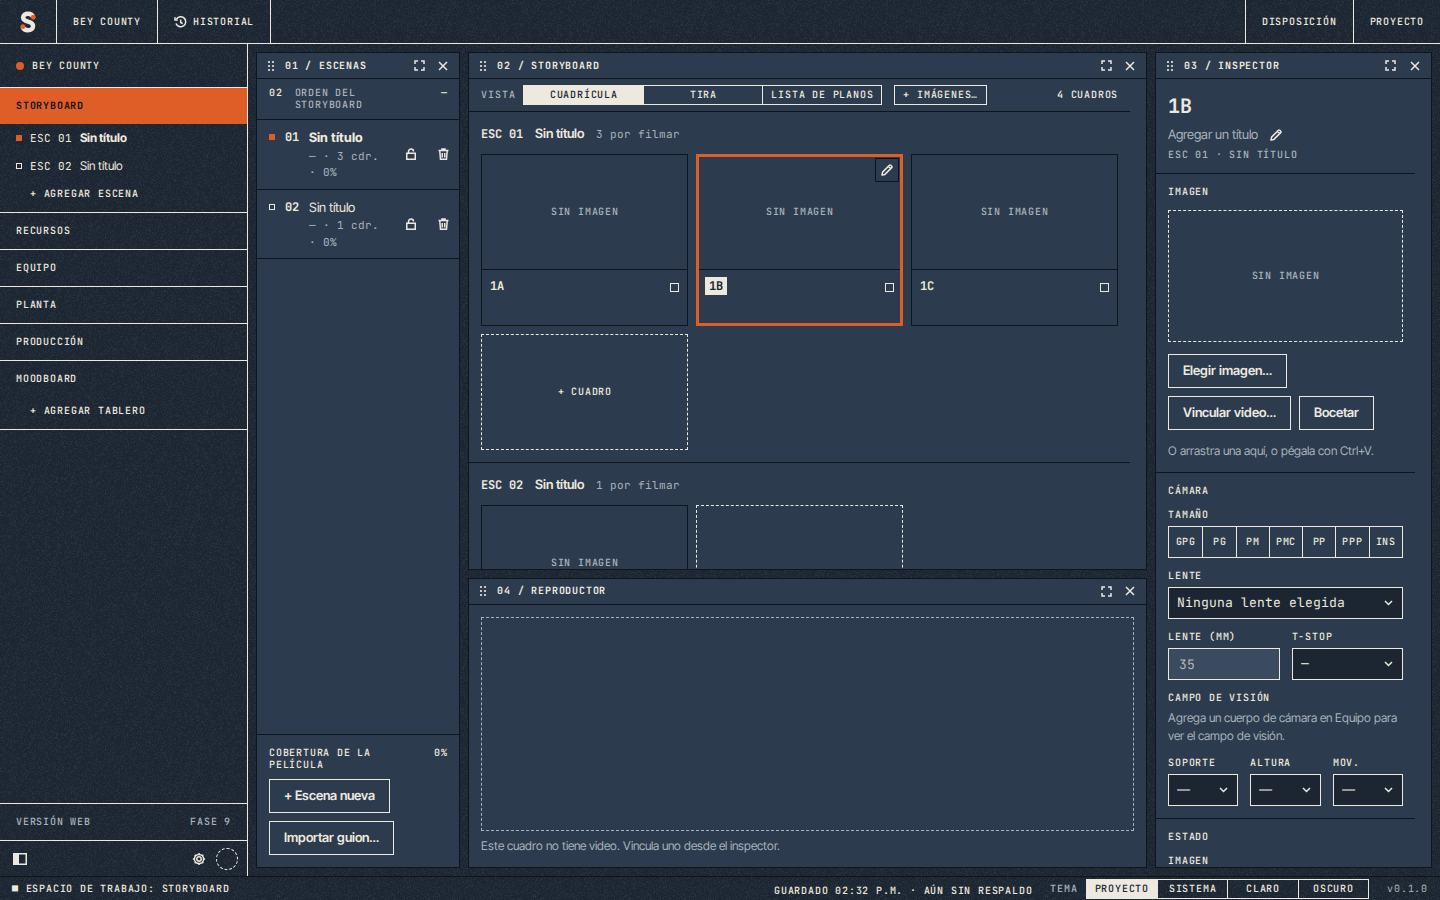 S
BEY COUNTY
HISTORIAL
DISPOSICIÓN
PROYECTO
BEY COUNTY
STORYBOARD
ESC 01 Sin título
ESC 02 Sin título
+ AGREGAR ESCENA
RECURSOS
EQUIPO
PLANTA
PRODUCCIÓN
MOODBOARD
+ AGREGAR TABLERO
VERSIÓN WEB
FASE 9
01 / ESCENAS
02 ORDEN DEL
STORYBOARD
—
01 Sin título
— · 3 cdr.
· 0%
02 Sin título
— · 1 cdr.
· 0%
COBERTURA DE LA
PELÍCULA
0%
+ Escena nueva
Importar guion...
02 / STORYBOARD
VISTA
CUADRÍCULA
TIRA
LISTA DE PLANOS
+ IMÁGENES…
4 CUADROS
ESC 01 Sin título 3 por filmar
SIN IMAGEN
SIN IMAGEN
SIN IMAGEN
1A
1B
1C
+ CUADRO
ESC 02 Sin título 1 por filmar
SIN IMAGEN
04 / REPRODUCTOR
Este cuadro no tiene video. Vincula uno desde el inspector.
03 / INSPECTOR
1B
Agregar un título
ESC 01 · SIN TÍTULO
IMAGEN
SIN IMAGEN
Elegir imagen...
Vincular video...
Bocetar
O arrastra una aquí, o pégala con Ctrl+V.
CÁMARA
TAMAÑO
GPG
PG
PM
PMC
PP
PPP
INS
LENTE
Ninguna lente elegida
LENTE (MM)
T-STOP
35
—
CAMPO DE VISIÓN
Agrega un cuerpo de cámara en Equipo para
ver el campo de visión.
SOPORTE
ALTURA
MOV.
—
—
—
ESTADO
IMAGEN
ESPACIO DE TRABAJO: STORYBOARD
GUARDADO 02:32 P.M. · AÚN SIN RESPALDO
TEMA
PROYECTO
SISTEMA
CLARO
OSCURO
v0.1.0